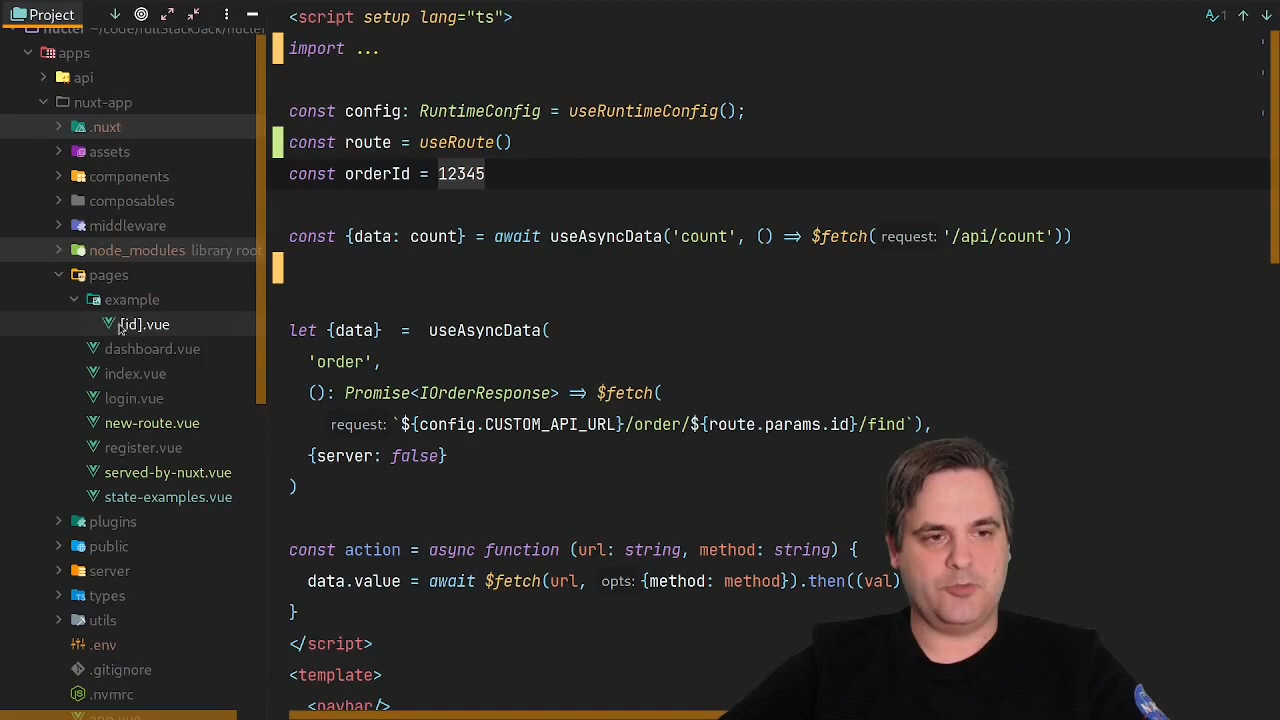 Project
nuclei ~/code/fullStackJack/nuclei
apps
api
nuxt-app
.nuxt
assets
components
composables
middleware
node_modules library root
pages
example
[id].vue
dashboard.vue
index.vue
login.vue
new-route.vue
register.vue
served-by-nuxt.vue
state-examples.vue
plugins
public
server
types
utils
.env
.gitignore
.nvmrc
app.vue
<script setup lang="ts">
import ...
const config: RuntimeConfig = useRuntimeConfig();
const route = useRoute()
const orderId = 12345
const {data: count} = await useAsyncData('count', () => $fetch( request: '/api/count'))
let {data} = useAsyncData(
'order',
(): Promise<IOrderResponse> => $fetch(
request: `${config.CUSTOM_API_URL}/order/${route.params.id}/find`),
{server: false}
)
const action = async function (url: string, method: string) {
data.value = await $fetch(url, opts: {method: method}).then((val)
}
</script>
<template>
<navbar/>
1